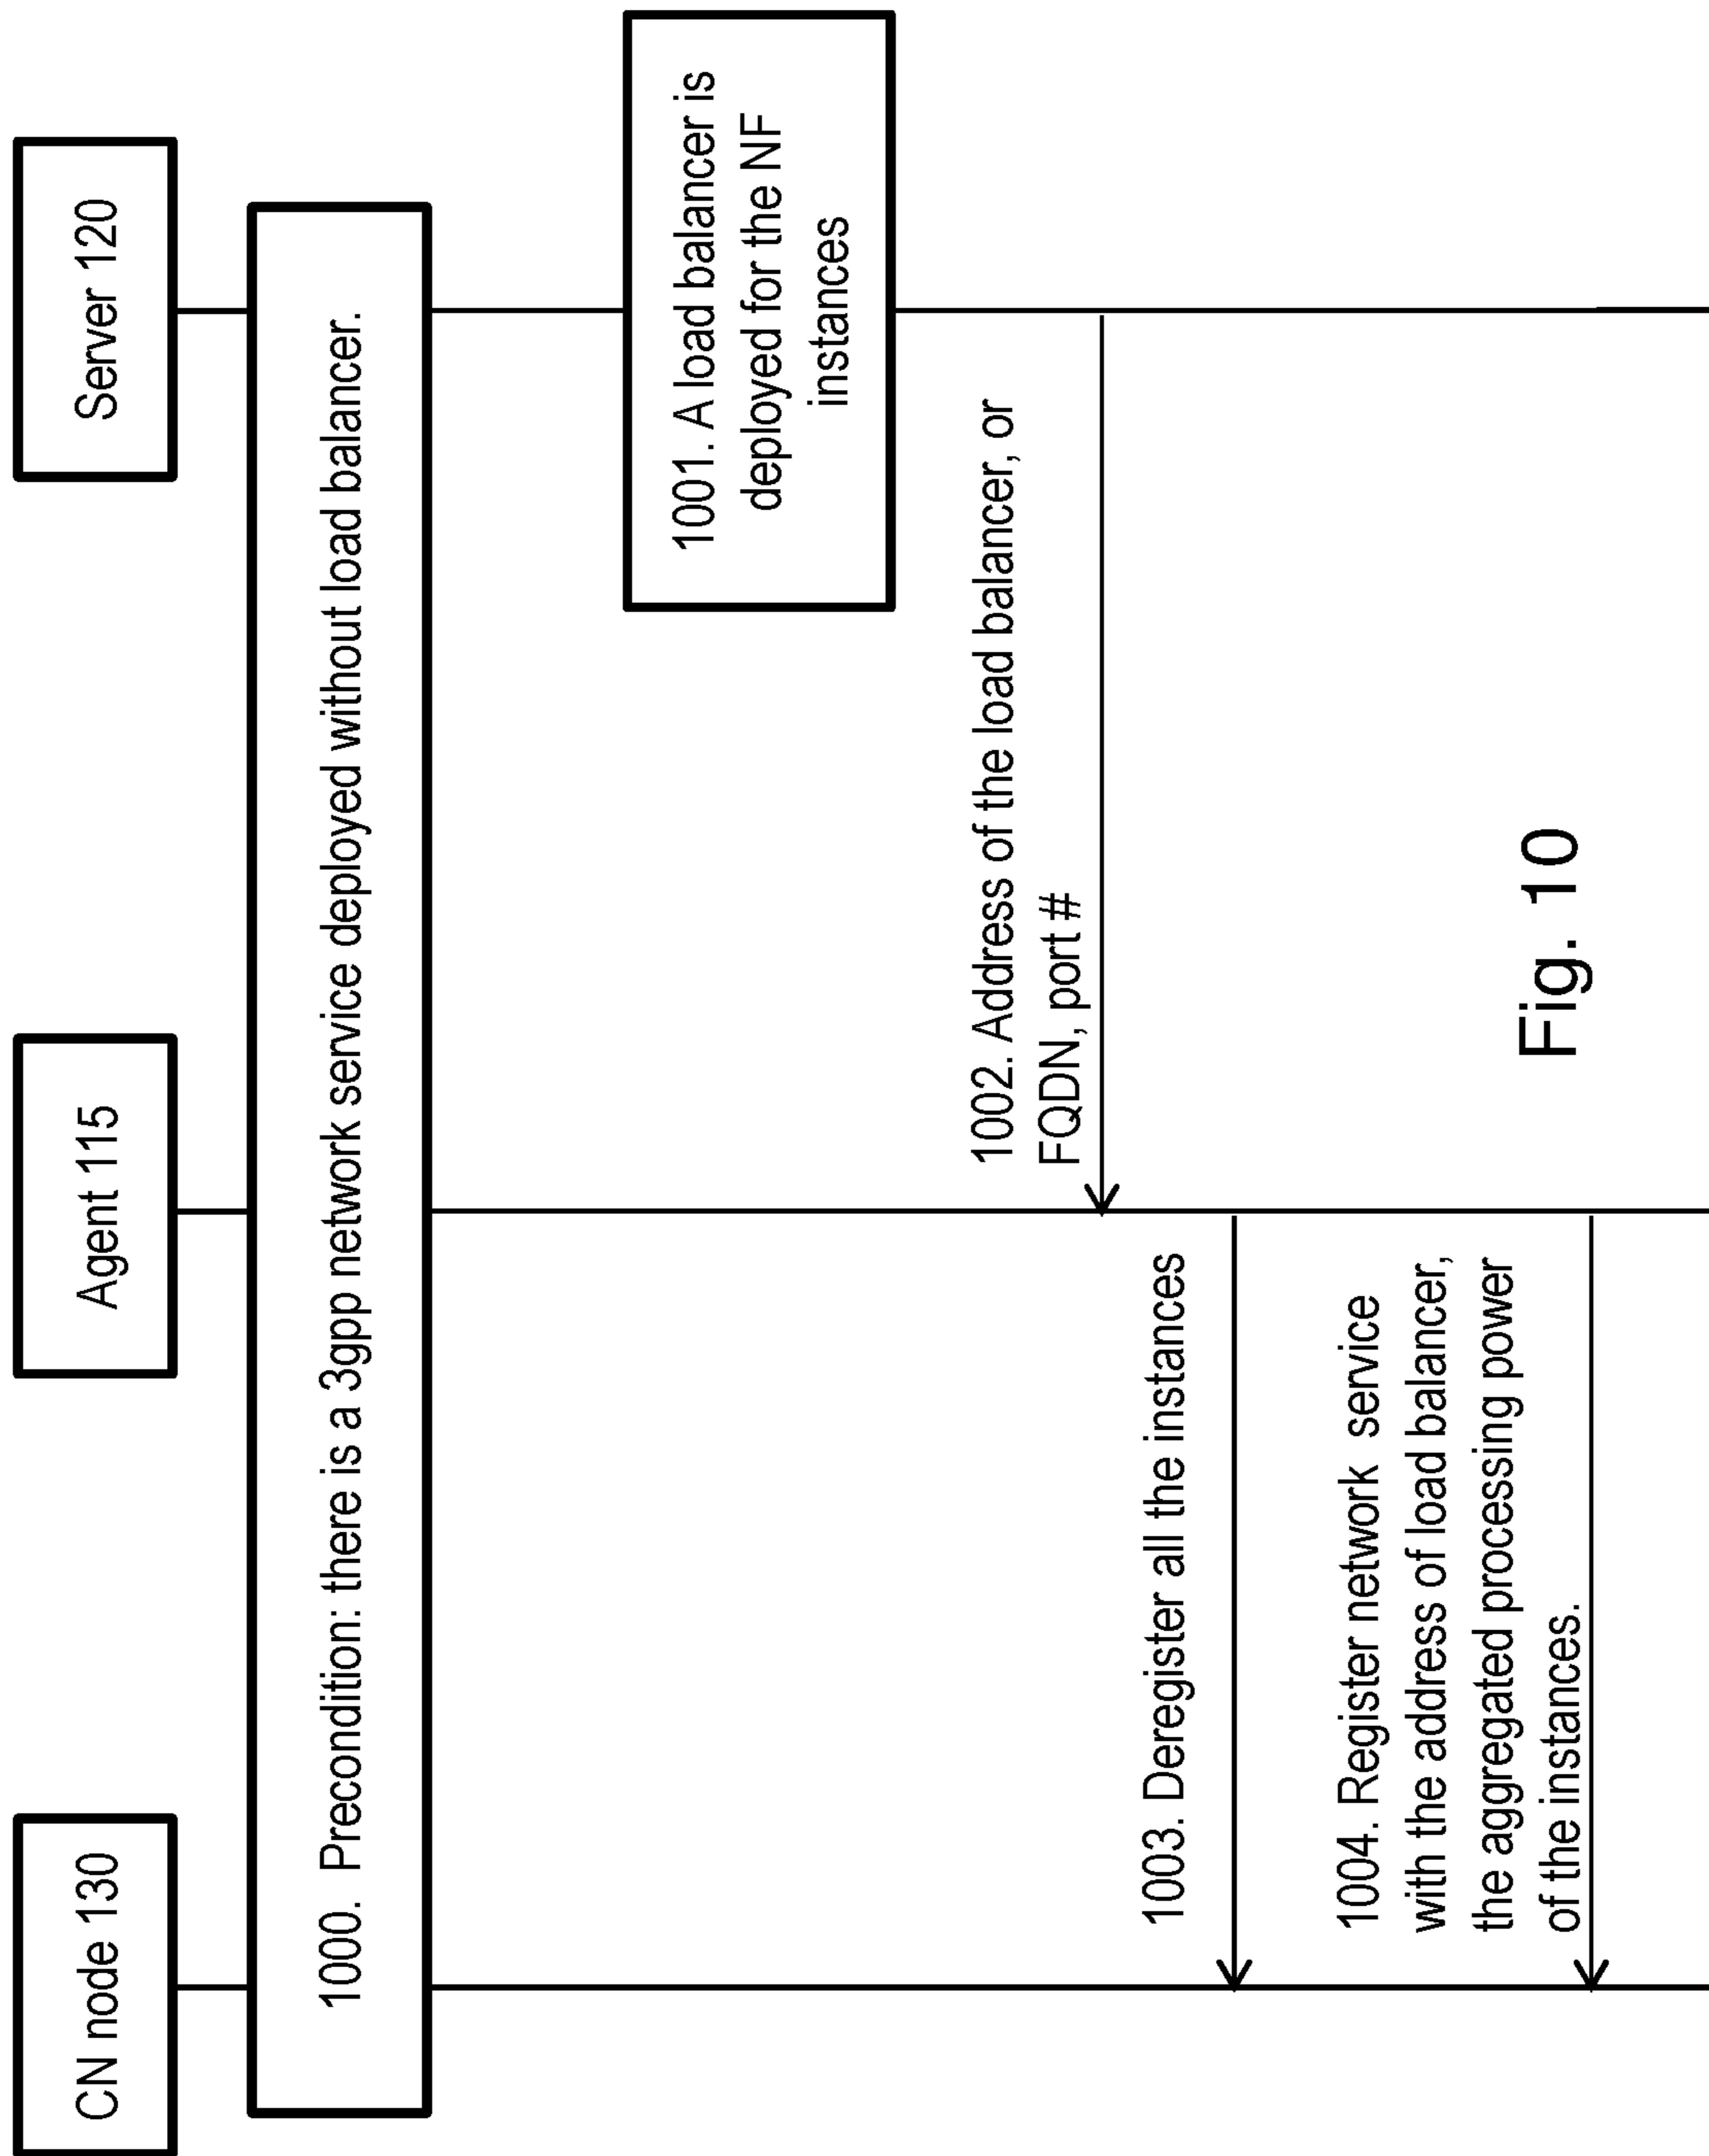 CN node 130
Agent 115
Server 120
1000. Precondition: there is a 3gpp network service deployed without load balancer.
1001. A load balancer is
deployed for the NF
instances
1002. Address of the load balancer, or
FQDN, port #
1003. Deregister all the instances
1004. Register network service
with the address of load balancer,
the aggregated processing power
of the instances.
Fig. 10